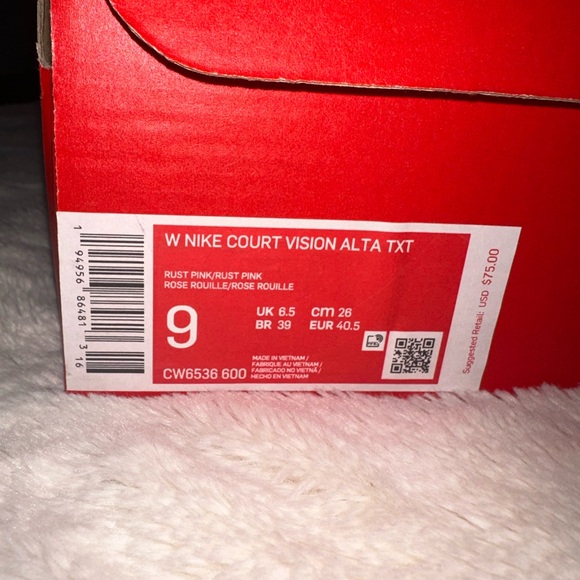 W NIKE COURT VISION ALTA TXT
RUST PINK/RUST PINK
ROSE ROUILLE/ROSE ROUILLE
9
UK 6.5 cm 26
BR 39 EUR 40.5
CW6536 600
MADE IN VIETNAM /
FABRIQUE AU VIETNAM /
FABRICADO NO VIETNÃ /
HECHO EN VIETNAM
1 94956 86481 3 16
Suggested Retail: USD $75.00